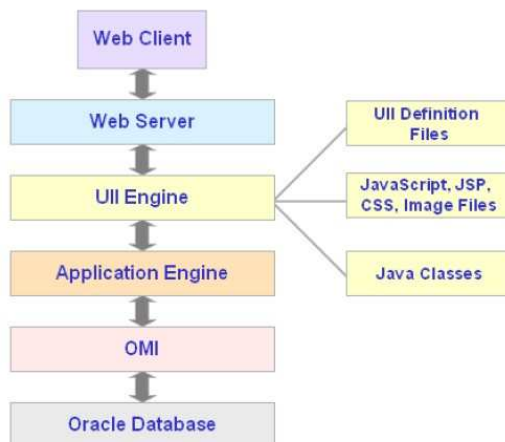 Web Client
Web Server
UII Definition
Files
UII Engine
JavaScript, JSP,
CSS, Image Files
Application Engine
Java Classes
OMI
Oracle Database